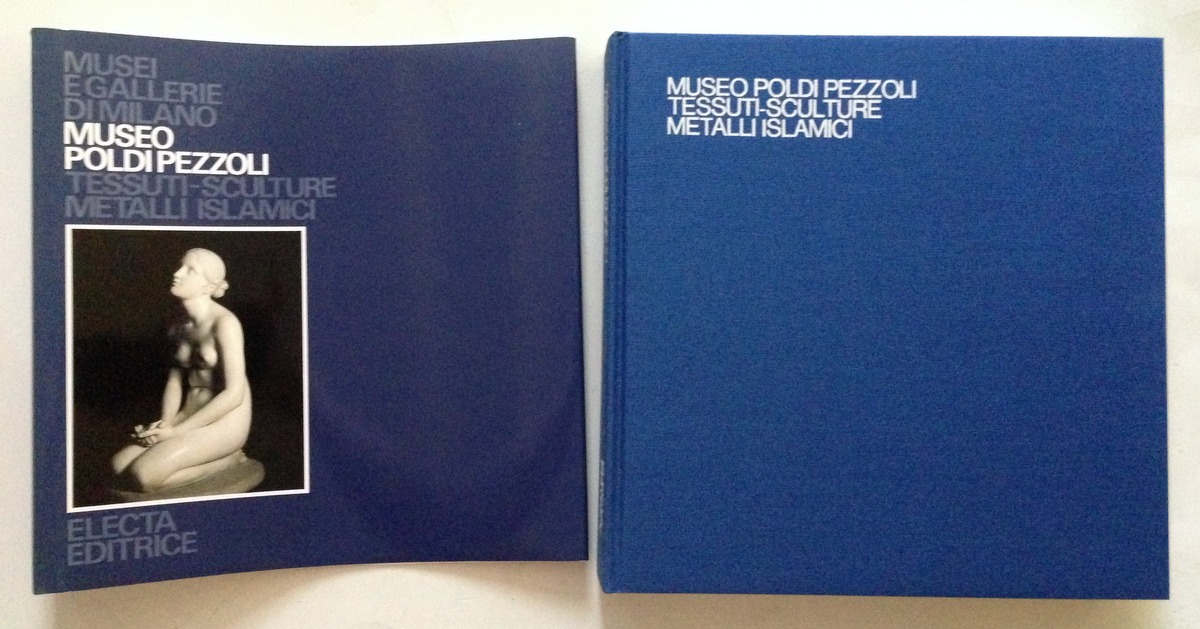 MUSEI
E GALLERIE
DI MILANO
MUSEO
POLDI PEZZOLI
TESSUTI-SCULTURE
METALLI ISLAMICI
ELECTA
EDITRICE
MUSEO POLDI PEZZOLI
TESSUTI-SCULTURE
METALLI ISLAMICI